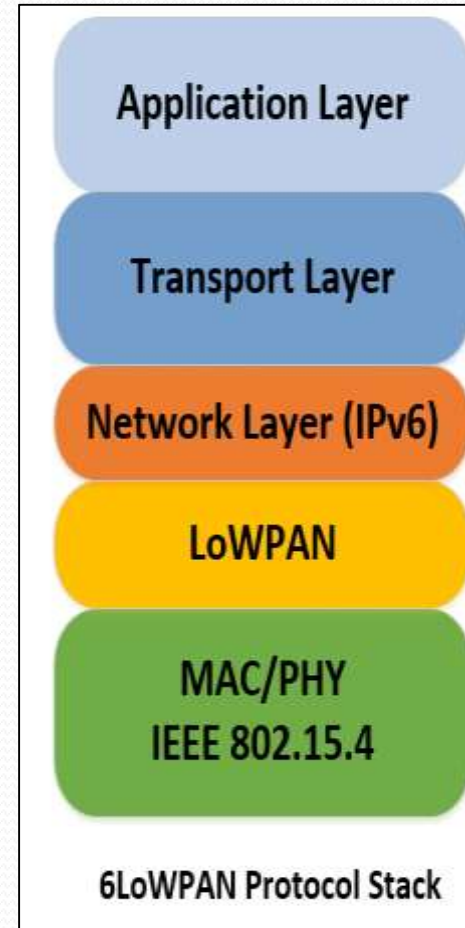 Application Layer
Transport Layer
Network Layer (IPv6)
LoWPAN
MAC/PHY
IEEE 802.15.4
6LoWPAN Protocol Stack